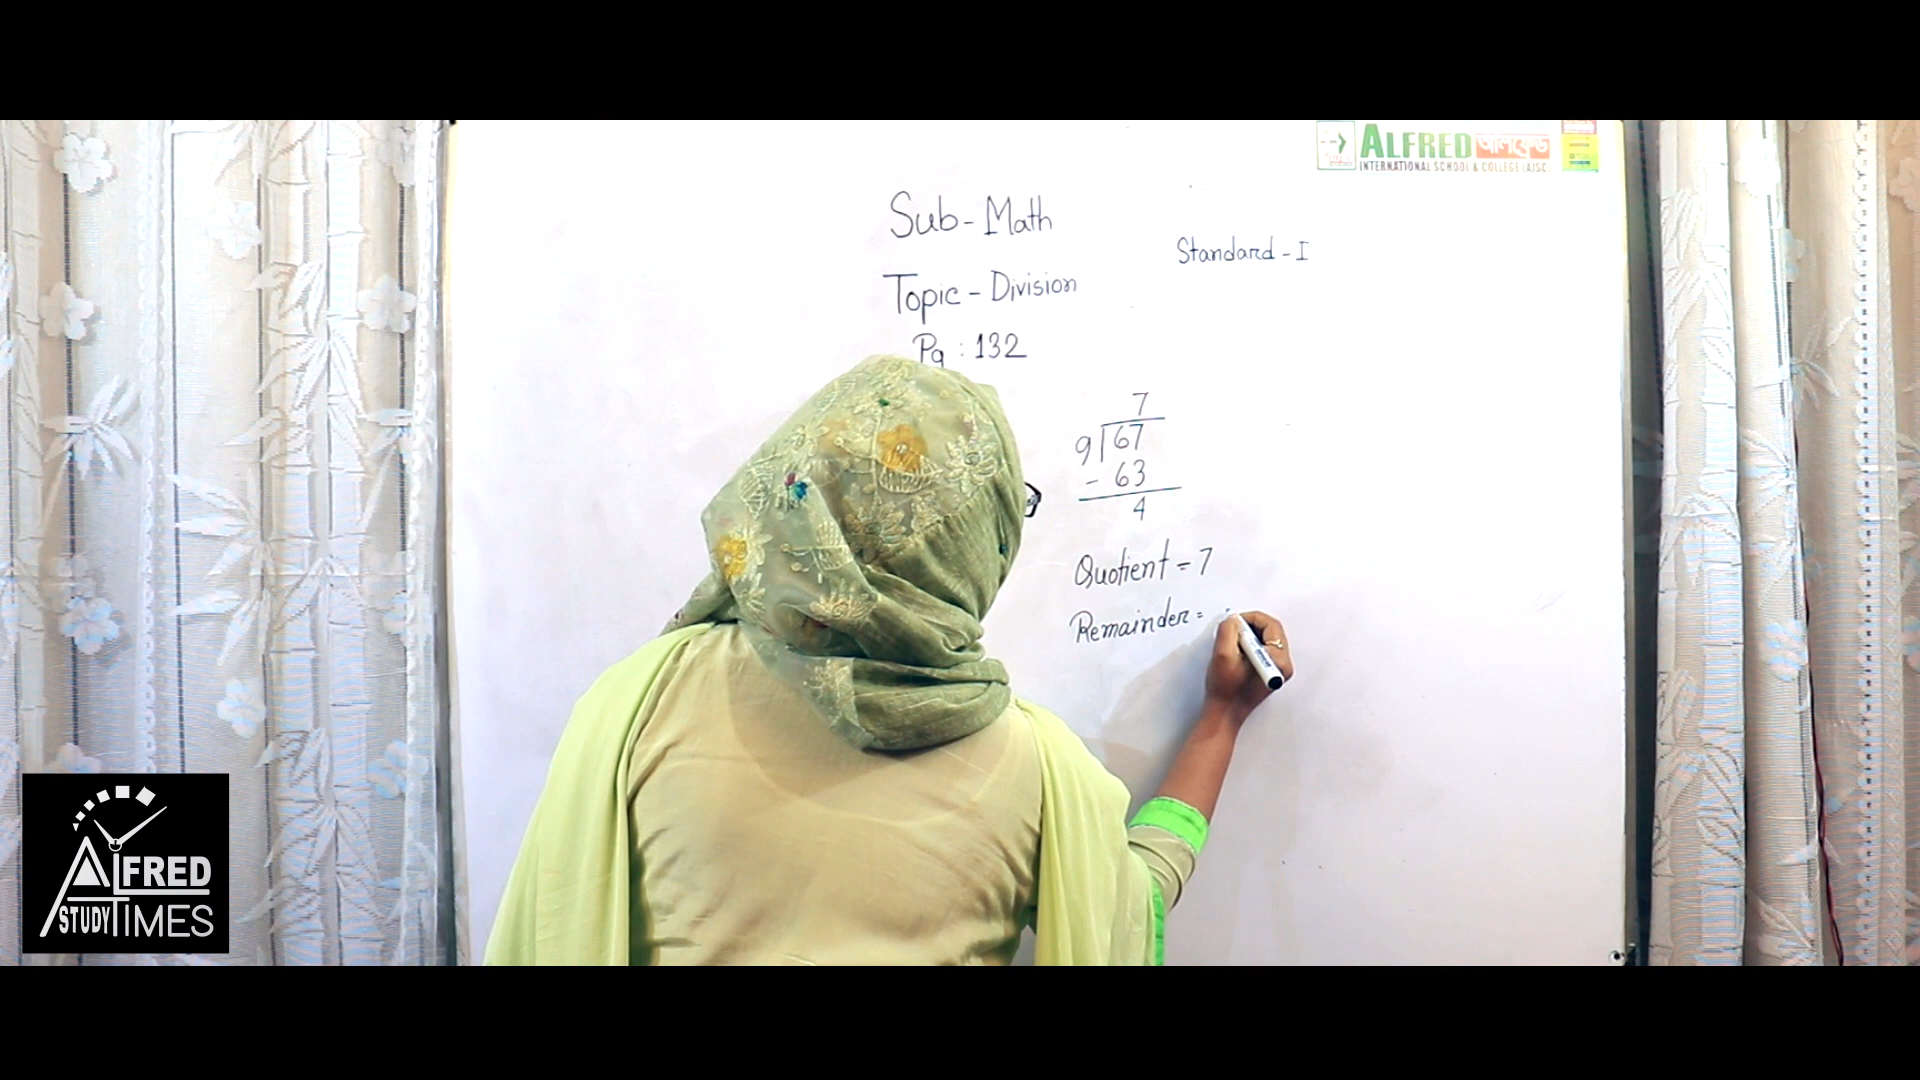 ALFRED আলফ্রেড
INTERNATIONAL SCHOOL & COLLEGE (AISC)
Sub - Math
Standard - I
Topic - Division
Pg : 132
7
9 67
- 63
4
Quotient = 7
Remainder =
ALFRED
STUDY TIMES